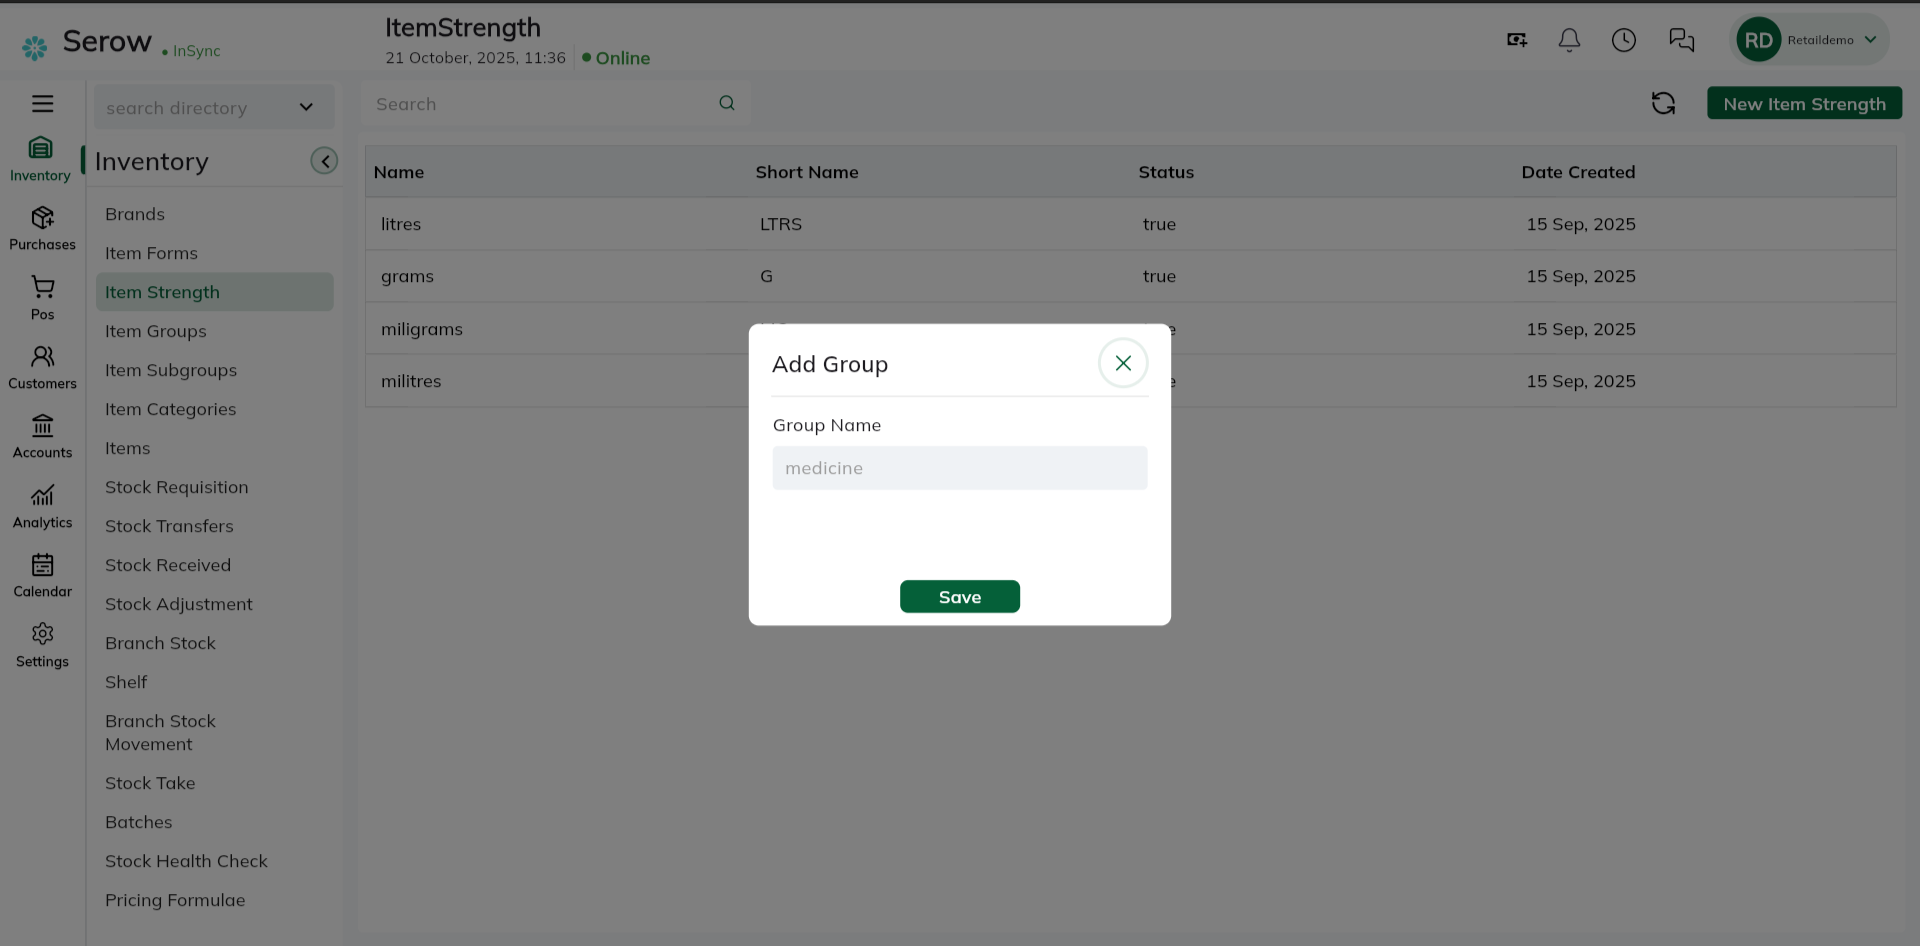 Serow
InSync
ItemStrength
21 October, 2025, 11:36
Online
RD
Retaildemo
search directory
Search
New Item Strength
Inventory
Purchases
Pos
Customers
Accounts
Analytics
Calendar
Settings
Inventory
Brands
Item Forms
Item Strength
Item Groups
Item Subgroups
Item Categories
Items
Stock Requisition
Stock Transfers
Stock Received
Stock Adjustment
Branch Stock
Shelf
Branch Stock
Movement
Stock Take
Batches
Stock Health Check
Pricing Formulae
Name Short Name Status Date Created
litres LTRS true 15 Sep, 2025
grams G true 15 Sep, 2025
miligrams 15 Sep, 2025
militres 15 Sep, 2025
Add Group
Group Name
medicine
Save